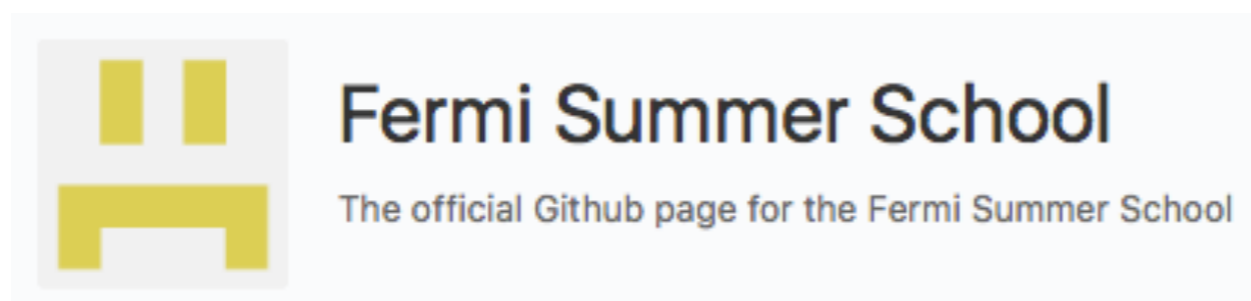 Fermi Summer School
The official Github page for the Fermi Summer School